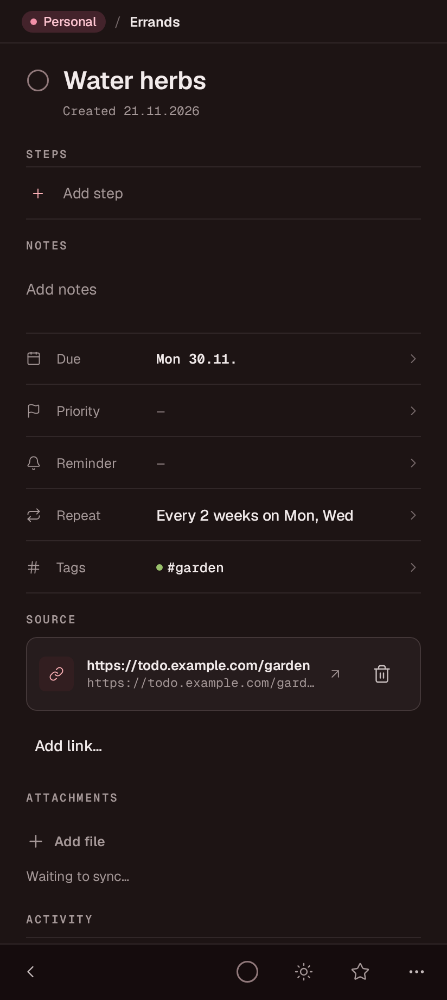 Personal / Errands
Water herbs
Created 21.11.2026
STEPS
+ Add step
NOTES
Add notes
Due Mon 30.11.
Priority –
Reminder –
Repeat Every 2 weeks on Mon, Wed
# Tags #garden
SOURCE
https://todo.example.com/garden
https://todo.example.com/gard…
Add link…
ATTACHMENTS
+ Add file
Waiting to sync…
ACTIVITY